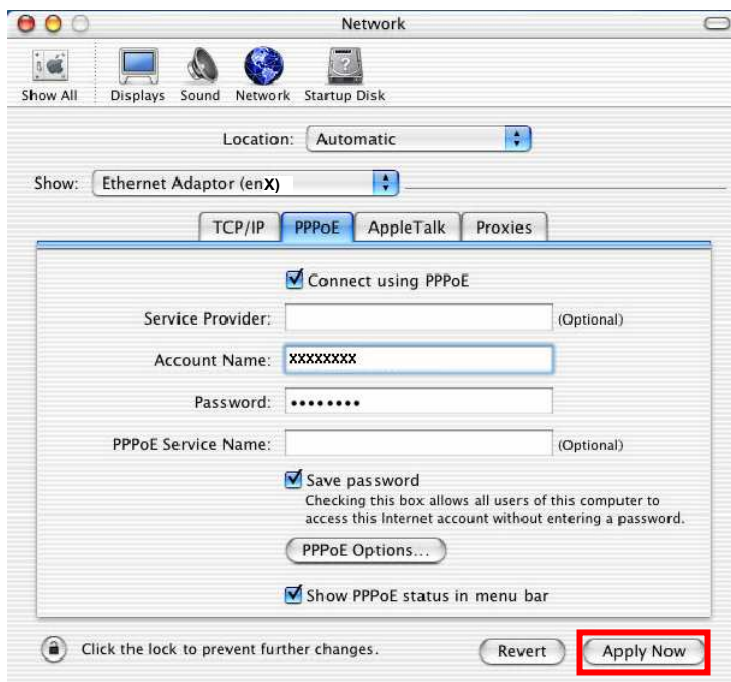 Network
Show All Displays Sound Network Startup Disk
Location: Automatic
Show: Ethernet Adaptor (enX)
TCP/IP PPPoE AppleTalk Proxies
Connect using PPPoE
Service Provider: (Optional)
Account Name: XXXXXXXX
Password: ••••••••
PPPoE Service Name: (Optional)
Save password
Checking this box allows all users of this computer to
access this Internet account without entering a password.
PPPoE Options...
Show PPPoE status in menu bar
Click the lock to prevent further changes. Revert Apply Now